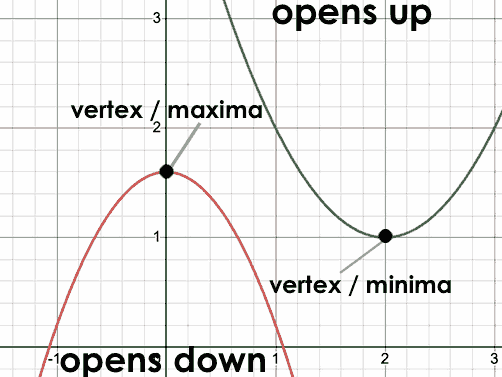 3
opens up
vertex / maxima
2
1
vertex / minima
-1
opens down
1
2
3